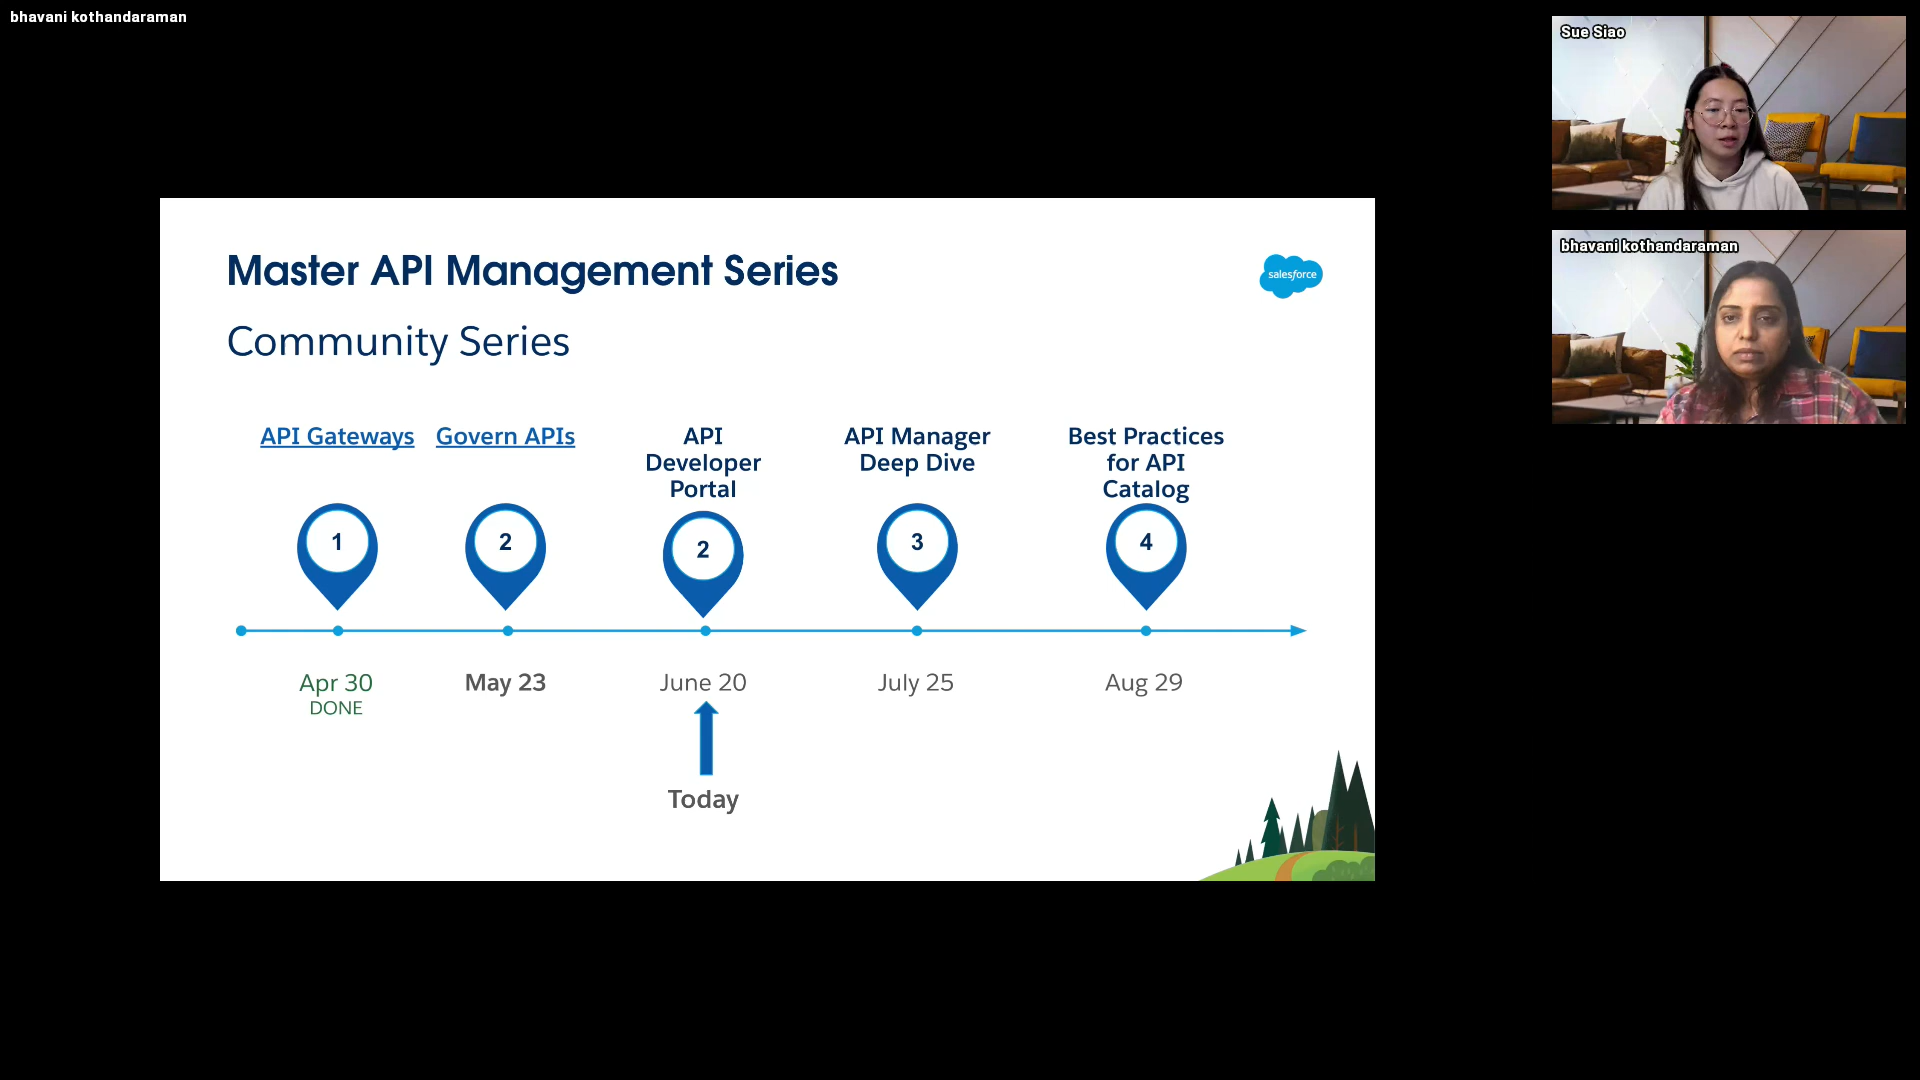 bhavani kothandaraman
Sue Siao
bhavani kothandaraman
Master API Management Series
salesforce
Community Series
API Gateways
Govern APIs
API
Developer
Portal
API Manager
Deep Dive
Best Practices
for API
Catalog
1
2
2
3
4
Apr 30
DONE
May 23
June 20
July 25
Aug 29
Today